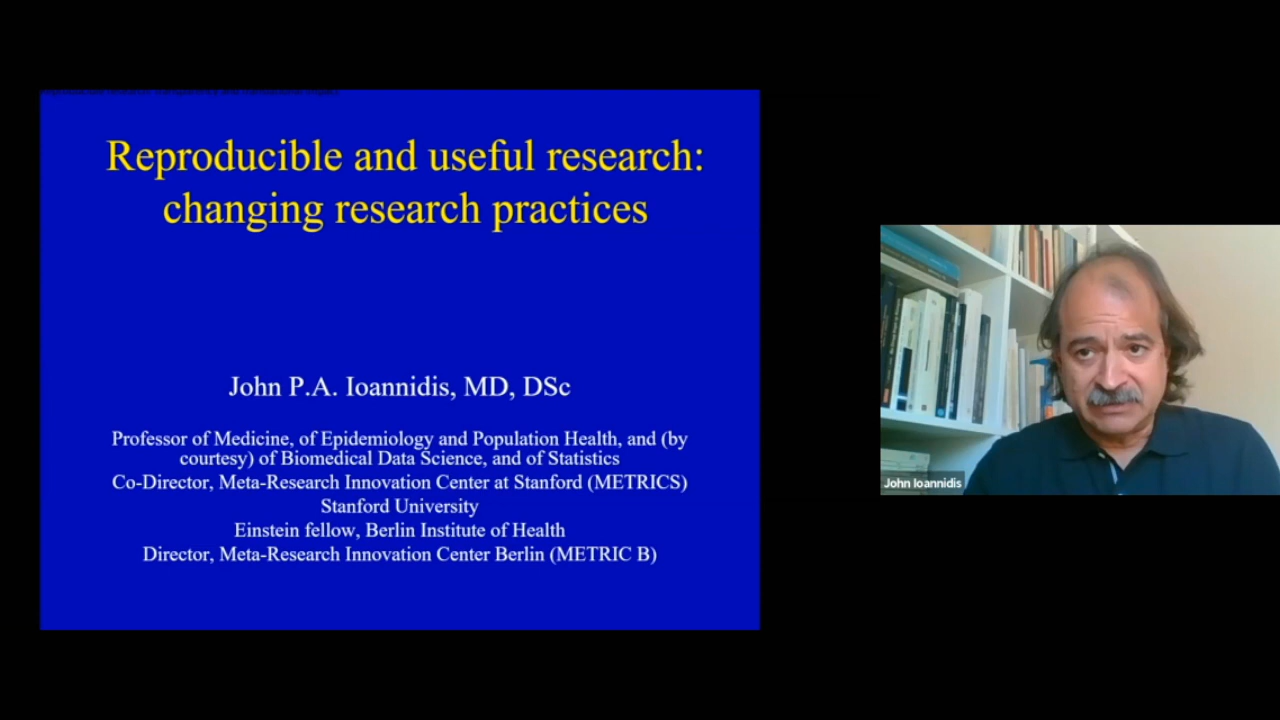 Reproducible and useful research:
changing research practices
John P.A. Ioannidis, MD, DSc
Professor of Medicine, of Epidemiology and Population Health, and (by
courtesy) of Biomedical Data Science, and of Statistics
Co-Director, Meta-Research Innovation Center at Stanford (METRICS)
Stanford University
Einstein fellow, Berlin Institute of Health
Director, Meta-Research Innovation Center Berlin (METRIC B)
John Ioannidis